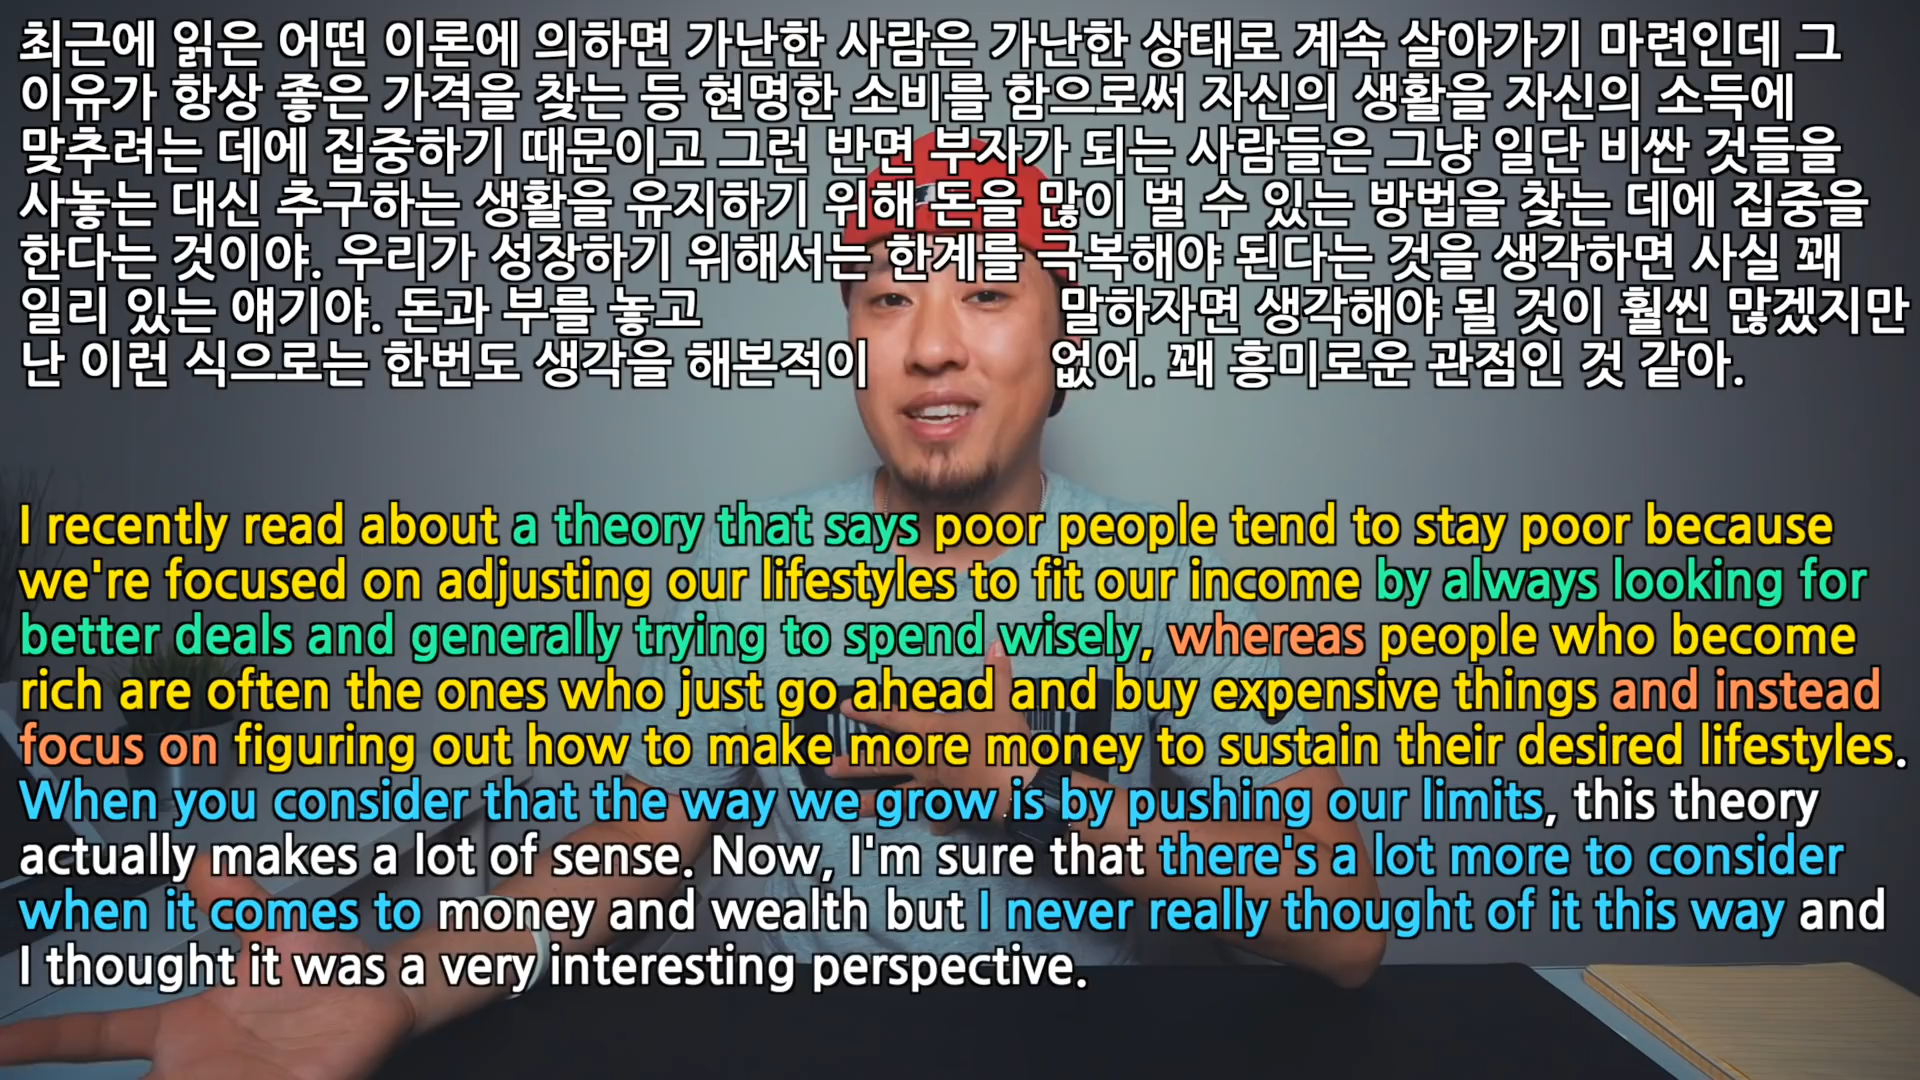 최근에 읽은 어떤 이론에 의하면 가난한 사람은 가난한 상태로 계속 살아가기 마련인데 그
이유가 항상 좋은 가격을 찾는 등 현명한 소비를 함으로써 자신의 생활을 자신의 소득에
맞추려는 데에 집중하기 때문이고 그런 반면 부자가 되는 사람들은 그냥 일단 비싼 것들을
사놓는 대신 추구하는 생활을 유지하기 위해 돈을 많이 벌 수 있는 방법을 찾는 데에 집중을
한다는 것이야. 우리가 성장하기 위해서는 한계를 극복해야 된다는 것을 생각하면 사실 꽤
일리 있는 얘기야. 돈과 부를 놓고 말하자면 생각해야 될 것이 훨씬 많겠지만
난 이런 식으로는 한번도 생각을 해본적이 없어. 꽤 흥미로운 관점인 것 같아.
I recently read about a theory that says poor people tend to stay poor because
we're focused on adjusting our lifestyles to fit our income by always looking for
better deals and generally trying to spend wisely, whereas people who become
rich are often the ones who just go ahead and buy expensive things and instead
focus on figuring out how to make more money to sustain their desired lifestyles.
When you consider that the way we grow is by pushing our limits, this theory
actually makes a lot of sense. Now, I'm sure that there's a lot more to consider
when it comes to money and wealth but I never really thought of it this way and
I thought it was a very interesting perspective.